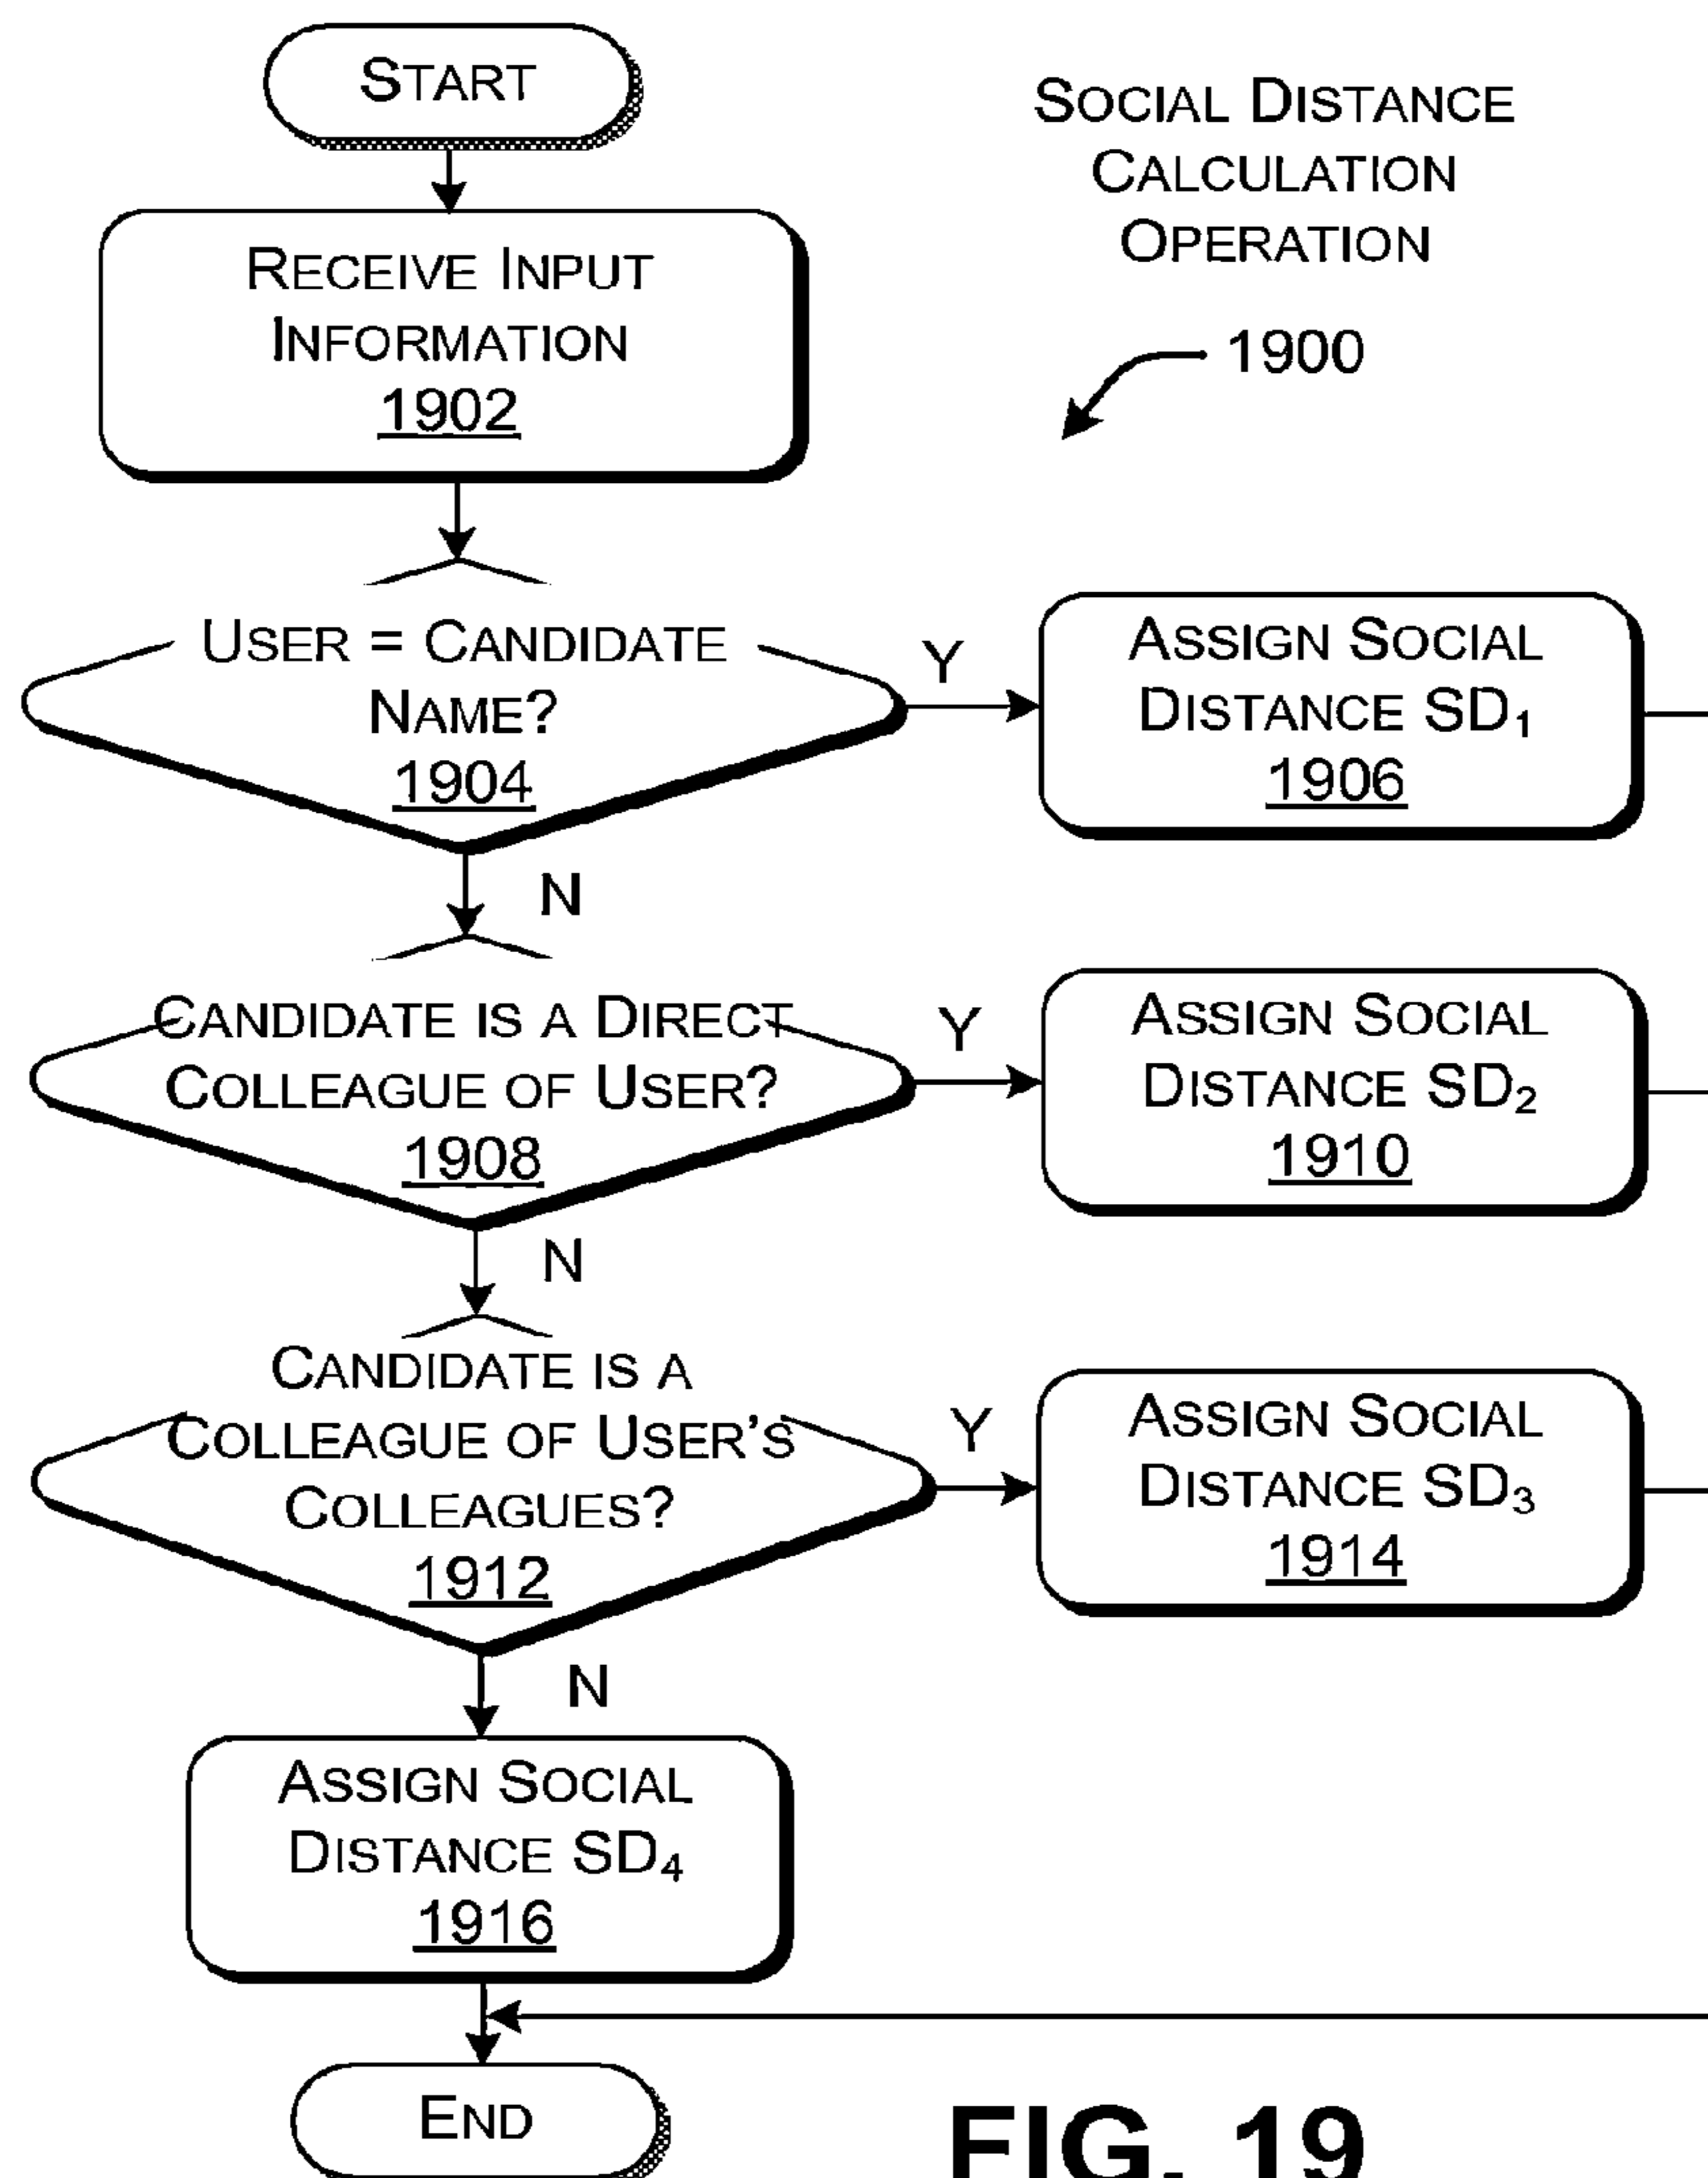 START
SOCIAL DISTANCE
CALCULATION
OPERATION
1900
RECEIVE INPUT
INFORMATION
1902
USER = CANDIDATE
NAME?
1904
Y
ASSIGN SOCIAL
DISTANCE SD₁
1906
N
CANDIDATE IS A DIRECT
COLLEAGUE OF USER?
1908
Y
ASSIGN SOCIAL
DISTANCE SD₂
1910
N
CANDIDATE IS A
COLLEAGUE OF USER'S
COLLEAGUES?
1912
Y
ASSIGN SOCIAL
DISTANCE SD₃
1914
N
ASSIGN SOCIAL
DISTANCE SD₄
1916
END
FIG. 19